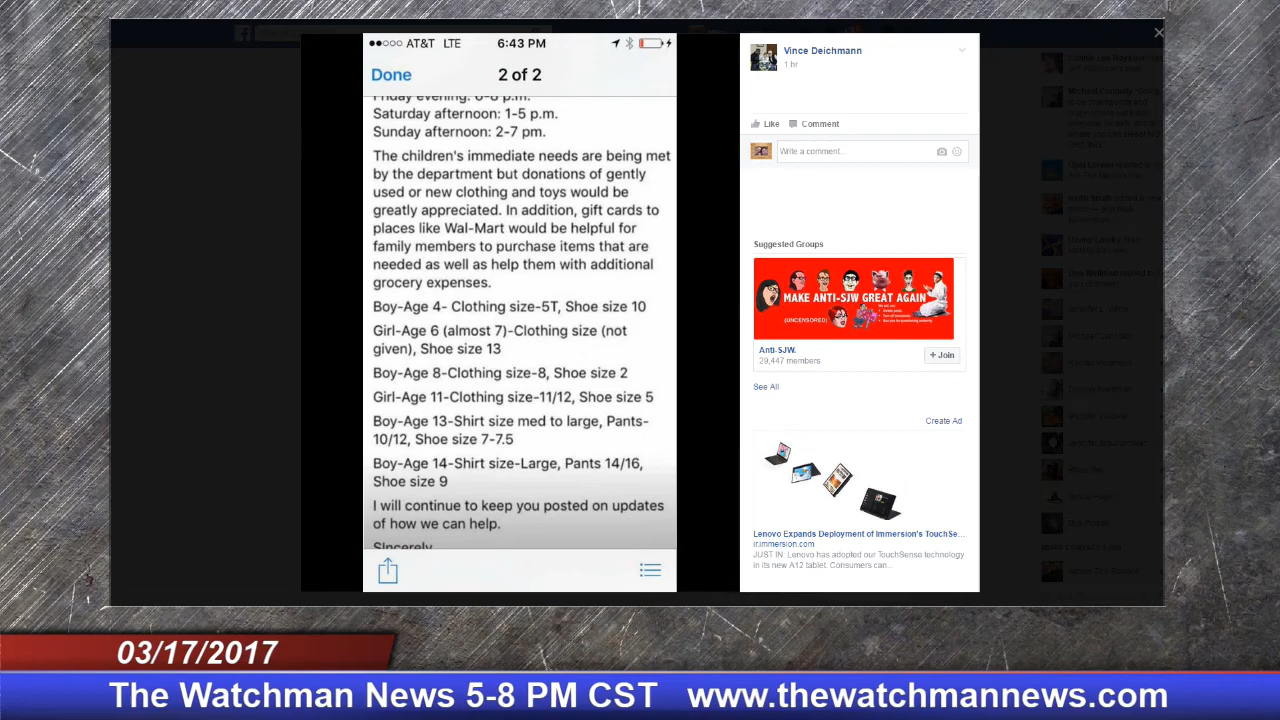 AT&T LTE 6:43 PM
Done 2 of 2
Friday evening: 6-8 p.m.
Saturday afternoon: 1-5 p.m.
Sunday afternoon: 2-7 pm.
The children's immediate needs are being met
by the department but donations of gently
used or new clothing and toys would be
greatly appreciated. In addition, gift cards to
places like Wal-Mart would be helpful for
family members to purchase items that are
needed as well as help them with additional
grocery expenses.
Boy-Age 4- Clothing size-5T, Shoe size 10
Girl-Age 6 (almost 7)-Clothing size (not
given), Shoe size 13
Boy-Age 8-Clothing size-8, Shoe size 2
Girl-Age 11-Clothing size-11/12, Shoe size 5
Boy-Age 13-Shirt size med to large, Pants-
10/12, Shoe size 7-7.5
Boy-Age 14-Shirt size-Large, Pants 14/16,
Shoe size 9
I will continue to keep you posted on updates
of how we can help.
Sincerely
Vince Deichmann
1 hr
Like Comment
Write a comment...
Suggested Groups
MAKE ANTI-SJW GREAT AGAIN
(UNCENSORED)
Anti-SJW.
29,447 members
+ Join
See All
Create Ad
Lenovo Expands Deployment of Immersion's TouchSe...
ir.immersion.com
JUST IN: Lenovo has adopted our TouchSense technology
in its new A12 tablet. Consumers can...
03/17/2017
The Watchman News 5-8 PM CST www.thewatchmannews.com